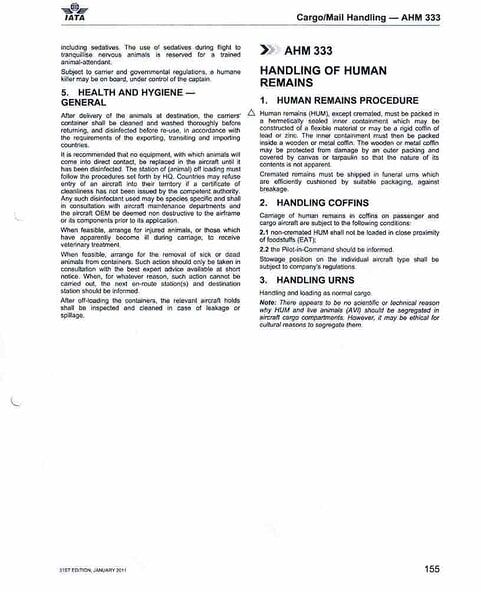 IATA
Cargo/Mail Handling — AHM 333
including sedatives. The use of sedatives during flight to
tranquillise nervous animals is reserved for a trained
animal-attendant.
Subject to carrier and governmental regulations, a humane
killer may be on board, under control of the captain.
5. HEALTH AND HYGIENE —
GENERAL
After delivery of the animals at destination, the carriers'
container shall be cleaned and washed thoroughly before
returning, and disinfected before re-use, in accordance with
the requirements of the exporting, transiting and importing
countries.
It is recommended that no equipment, with which animals will
come into direct contact, be replaced in the aircraft until it
has been disinfected. The station of (animal) off loading must
follow the procedures set forth by HQ. Countries may refuse
entry of an aircraft into their territory if a certificate of
cleanliness has not been issued by the competent authority.
Any such disinfectant used may be species specific and shall
in consultation with aircraft maintenance departments and
the aircraft OEM be deemed non destructive to the airframe
or its components prior to its application.
When feasible, arrange for injured animals, or those which
have apparently become ill during carriage, to receive
veterinary treatment.
When feasible, arrange for the removal of sick or dead
animals from containers. Such action should only be taken in
consultation with the best expert advice available at short
notice. When, for whatever reason, such action cannot be
carried out, the next en-route station(s) and destination
station should be informed.
After off-loading the containers, the relevant aircraft holds
shall be inspected and cleaned in case of leakage or
spillage.
AHM 333
HANDLING OF HUMAN
REMAINS
1. HUMAN REMAINS PROCEDURE
Human remains (HUM), except cremated, must be packed in
a hermetically sealed inner containment which may be
constructed of a flexible material or may be a rigid coffin of
lead or zinc. The inner containment must then be packed
inside a wooden or metal coffin. The wooden or metal coffin
may be protected from damage by an outer packing and
covered by canvas or tarpaulin so that the nature of its
contents is not apparent.
Cremated remains must be shipped in funeral urns which
are efficiently cushioned by suitable packaging, against
breakage.
2. HANDLING COFFINS
Carriage of human remains in coffins on passenger and
cargo aircraft are subject to the following conditions:
2.1 non-cremated HUM shall not be loaded in close proximity
of foodstuffs (EAT);
2.2 the Pilot-in-Command should be informed.
Stowage position on the individual aircraft type shall be
subject to company's regulations.
3. HANDLING URNS
Handling and loading as normal cargo.
Note: There appears to be no scientific or technical reason
why HUM and live animals (AVI) should be segregated in
aircraft cargo compartments. However, it may be ethical for
cultural reasons to segregate them.
31ST EDITION, JANUARY 2011
155